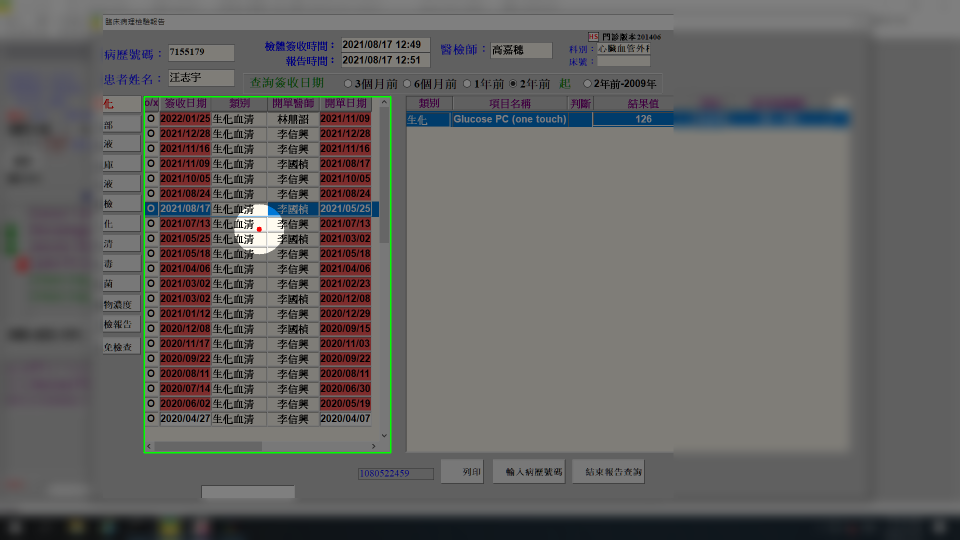 臨床病理檢驗報告
HS 門診版本201406
病歷號碼： 7155179 檢體簽收時間： 2021/08/17 12:49 醫檢師： 高嘉穗 科別： 心臟血管外科
報告時間： 2021/08/17 12:51 床號：
患者姓名： 汪志宇 查詢簽收日期 3個月前 6個月前 1年前 2年前 起 2年前-2009年
化
部
液
庫
液
檢
化
清
毒
菌
物濃度
檢報告
免檢查
o/x 簽收日期 類別 開單醫師 開單日期
O 2022/01/25 生化血清 林朋韶 2021/11/09
O 2021/12/28 生化血清 李信興 2021/12/28
O 2021/11/16 生化血清 李信興 2021/11/16
O 2021/11/09 生化血清 李國楨 2021/08/17
O 2021/10/05 生化血清 李信興 2021/10/05
O 2021/08/24 生化血清 李信興 2021/08/24
O 2021/08/17 生化血清 李國楨 2021/05/25
O 2021/07/13 生化血清 李信興 2021/07/13
O 2021/05/25 生化血清 李國楨 2021/03/02
O 2021/05/18 生化血清 李信興 2021/05/18
O 2021/04/06 生化血清 李信興 2021/04/06
O 2021/03/02 生化血清 李信興 2021/02/23
O 2021/03/02 生化血清 李國楨 2020/12/08
O 2021/01/12 生化血清 李信興 2020/12/29
O 2020/12/08 生化血清 李國楨 2020/09/15
O 2020/11/17 生化血清 李信興 2020/11/03
O 2020/09/22 生化血清 李信興 2020/09/22
O 2020/08/11 生化血清 李信興 2020/08/11
O 2020/07/14 生化血清 李信興 2020/06/30
O 2020/06/02 生化血清 李信興 2020/05/19
O 2020/04/27 生化血清 李信興 2020/04/07
類別 項目名稱 判斷 結果值
生化 Glucose PC (one touch) 126
1080522459 列印 輸入病歷號碼 結束報告查詢